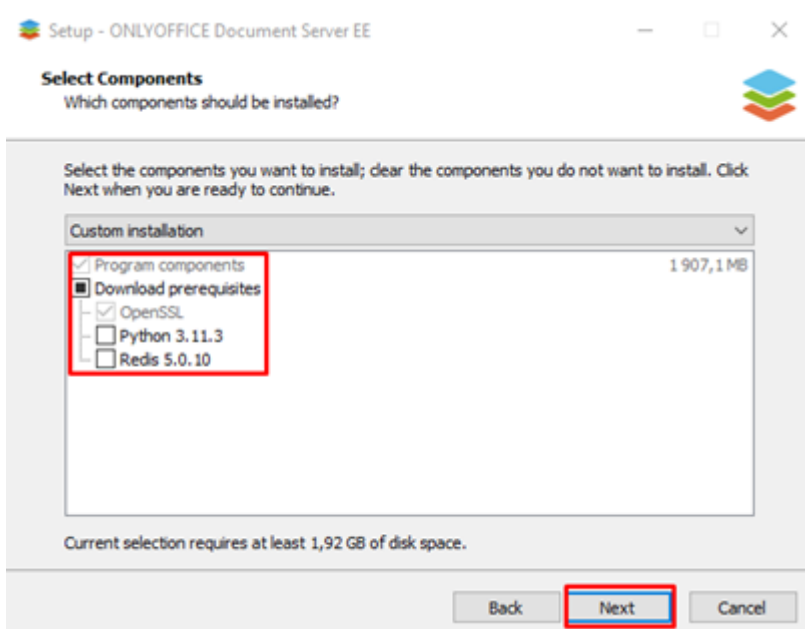 Setup - ONLYOFFICE Document Server EE
Select Components
Which components should be installed?
Select the components you want to install; clear the components you do not want to install. Click
Next when you are ready to continue.
Custom installation
Program components 1 907,1 MB
Download prerequisites
OpenSSL
Python 3.11.3
Redis 5.0.10
Current selection requires at least 1,92 GB of disk space.
Back Next Cancel